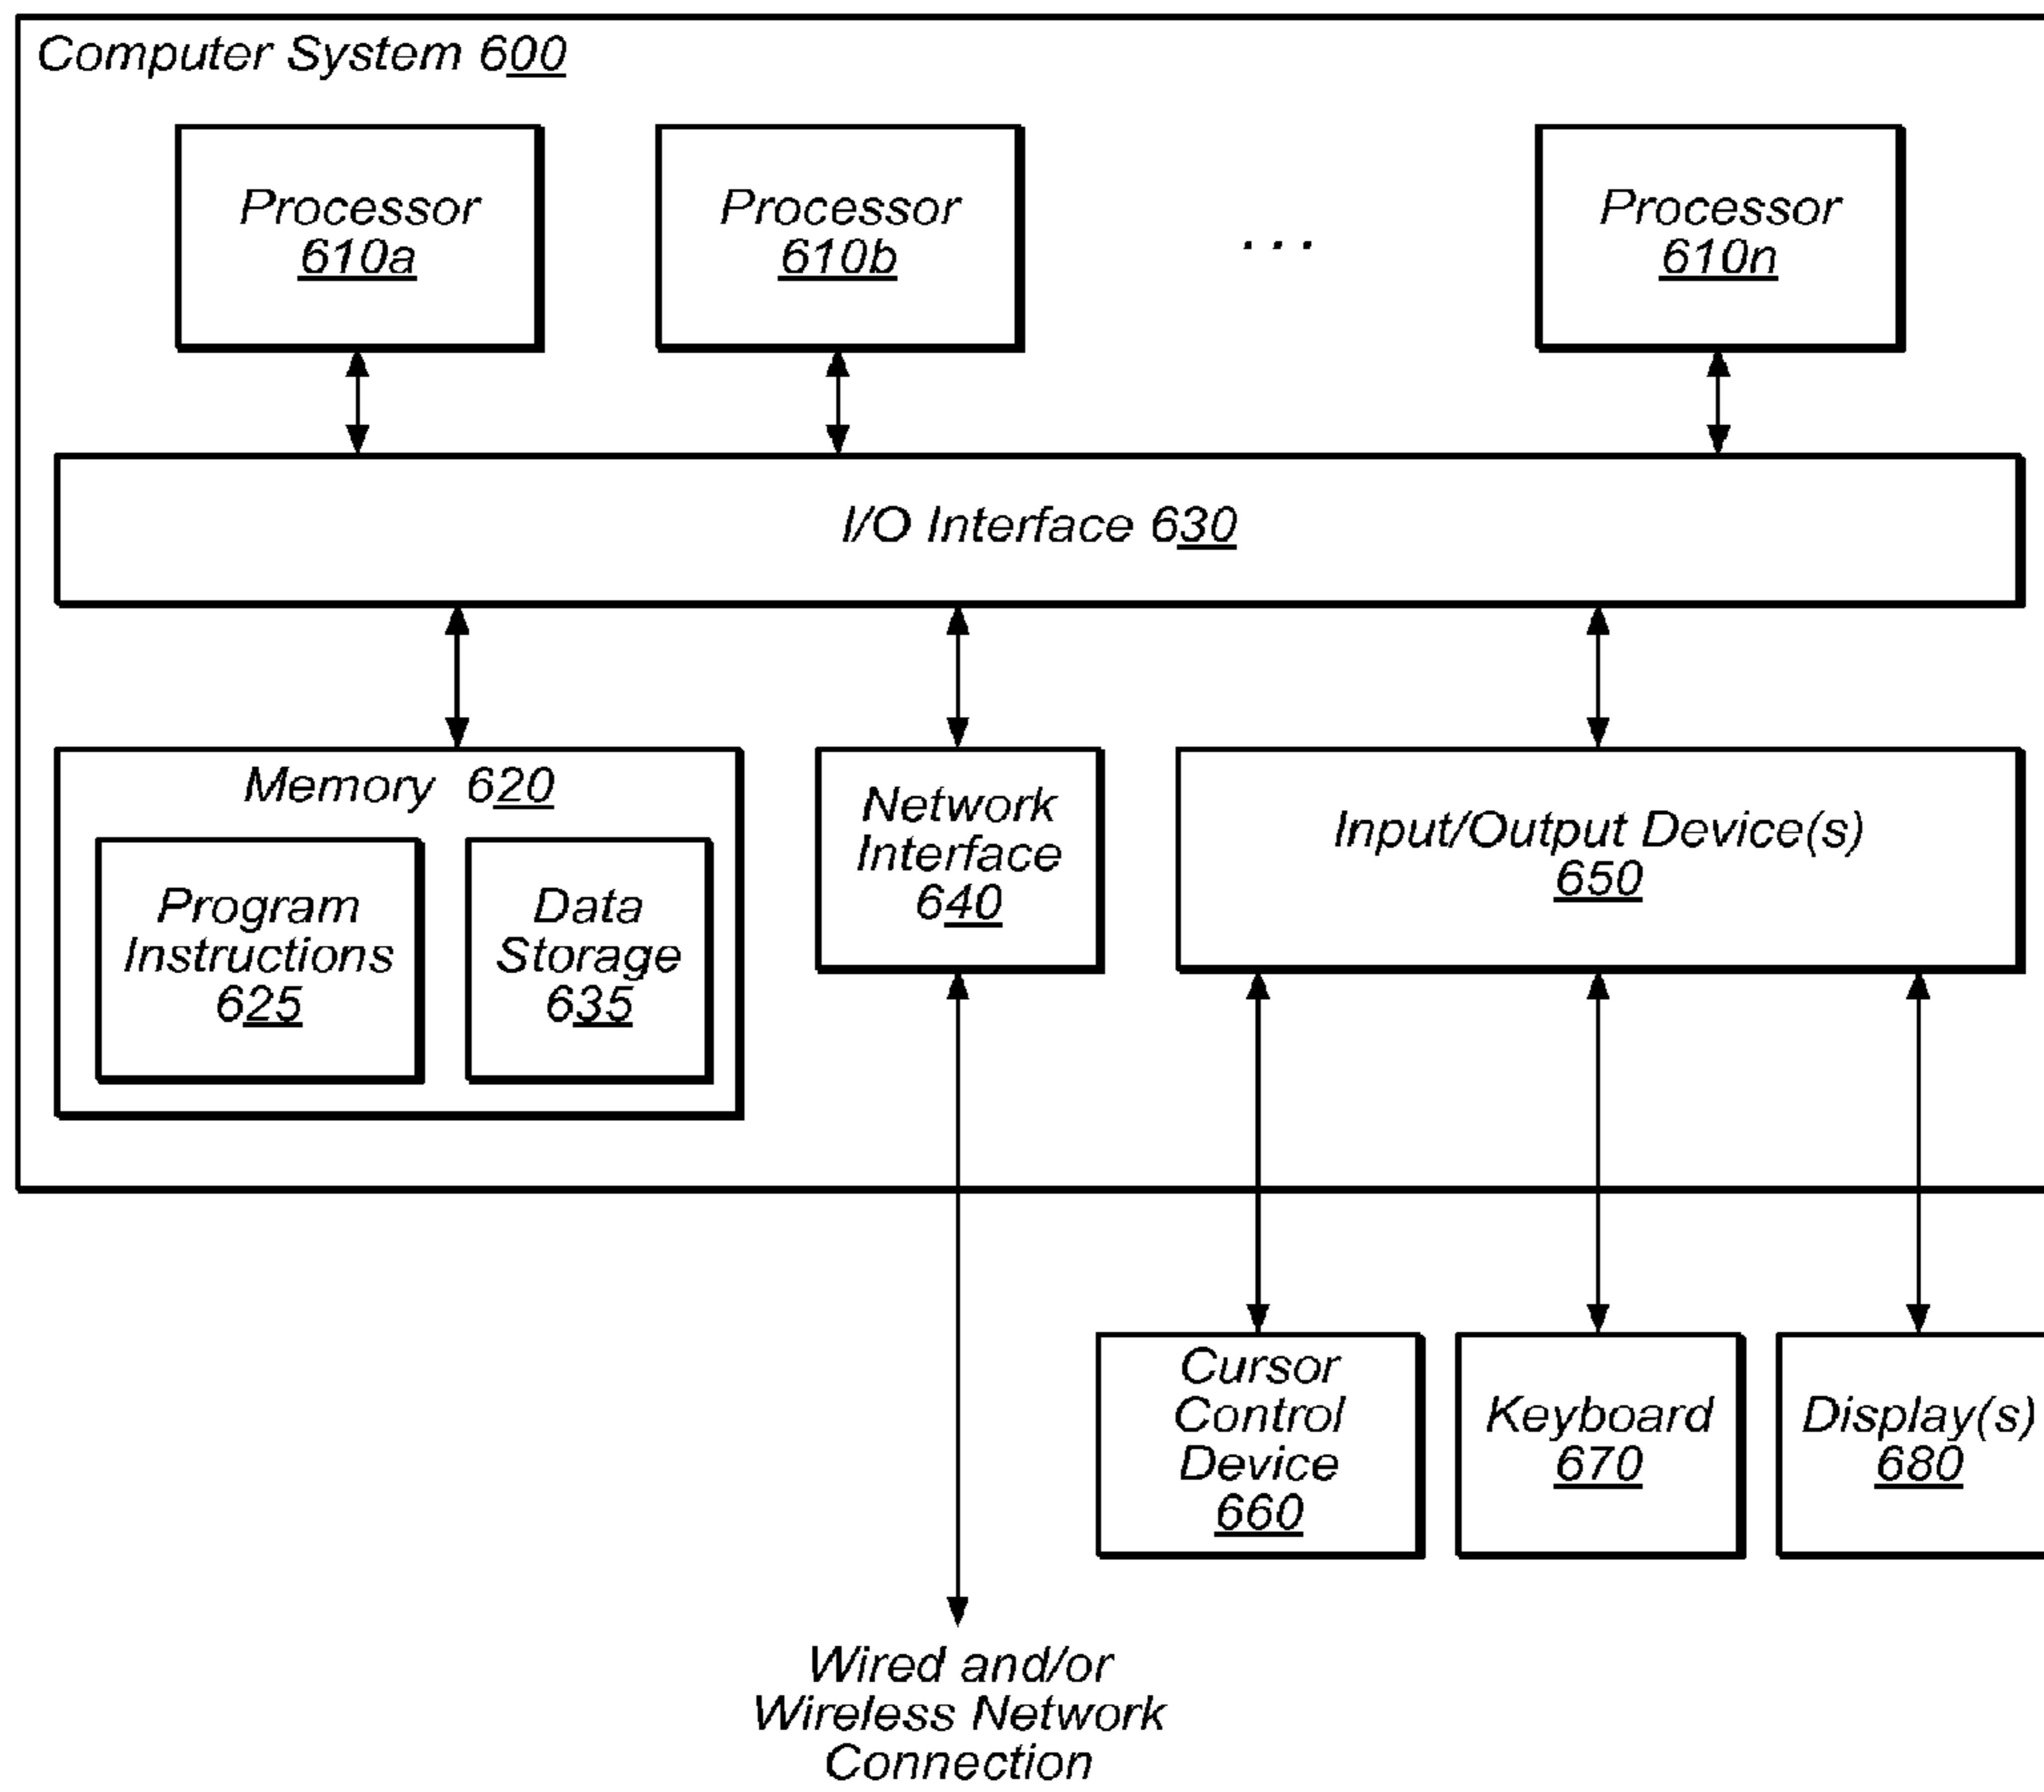 Computer System 600
Processor
610a
Processor
610b
...
Processor
610n
I/O Interface 630
Memory 620
Program
Instructions
625
Data
Storage
635
Network
Interface
640
Input/Output Device(s)
650
Cursor
Control
Device
660
Keyboard
670
Display(s)
680
Wired and/or
Wireless Network
Connection